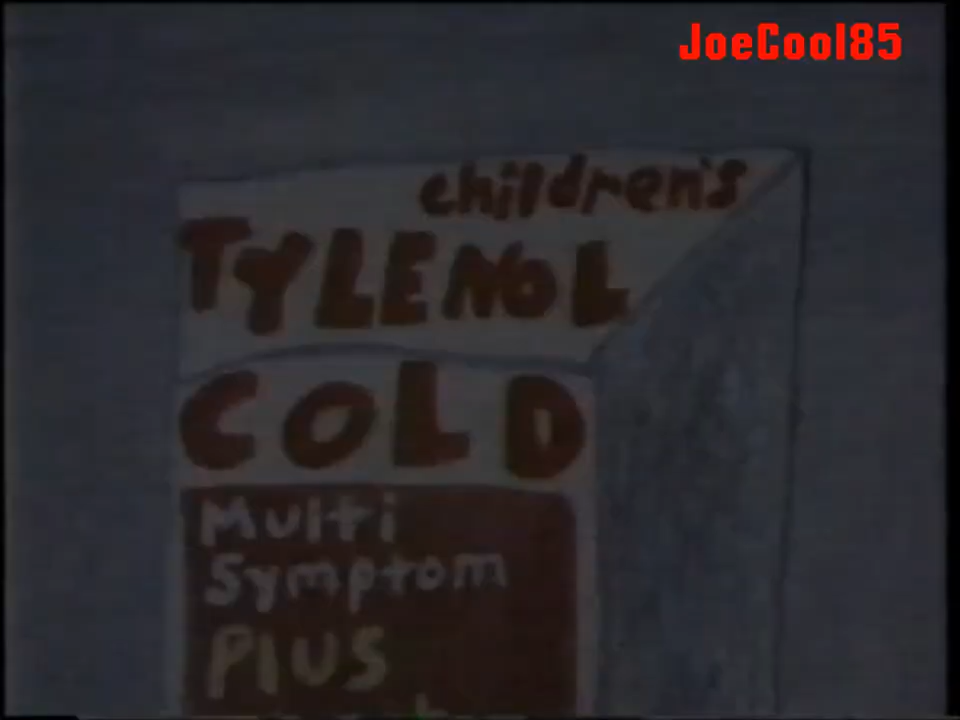 JoeCool85
children's
TYLENOL
COLD
Multi
Symptom
PLUS